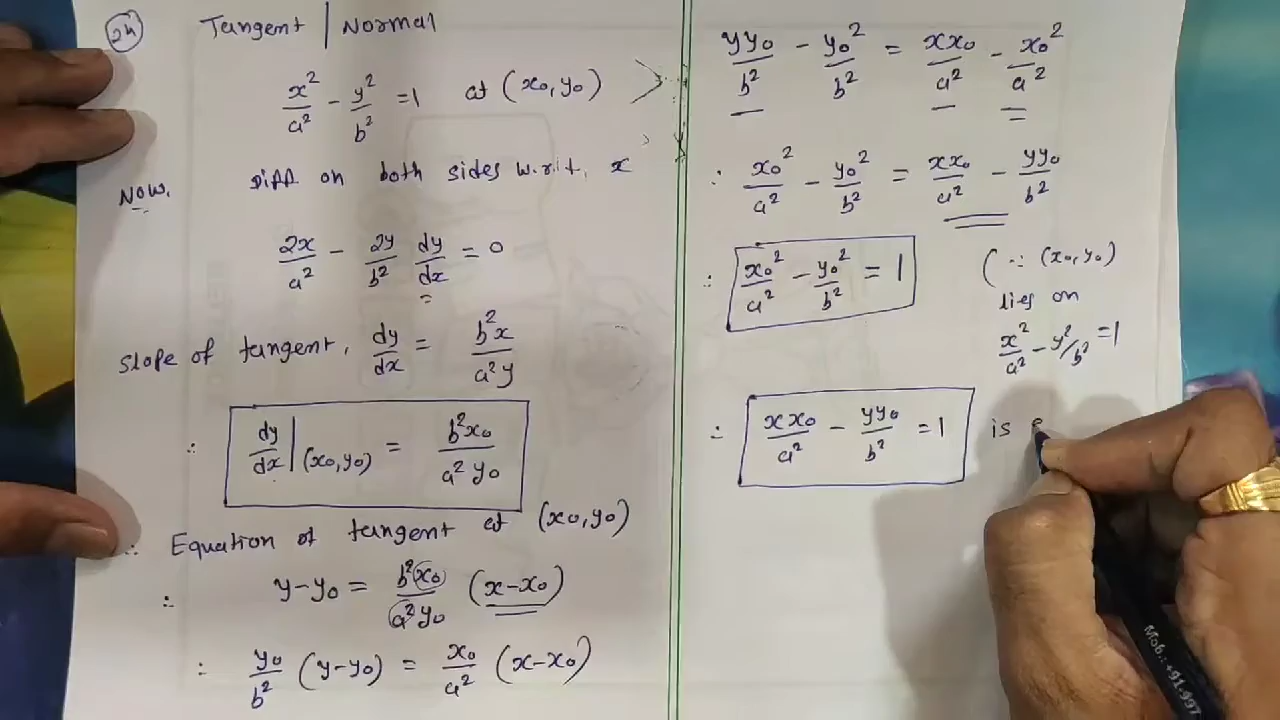 24
Tangent | Normal
x²/a² - y²/b² = 1 at (x₀, y₀)
Now. Diff on both sides w.r.t. x
2x/a² - 2y/b² dy/dx = 0
slope of tangent, dy/dx = b²x/a²y
∴ dy/dx|(x₀,y₀) = b²x₀/a²y₀
∴ Equation of tangent at (x₀,y₀)
∴ y-y₀ = b²x₀/a²y₀ (x-x₀)
∴ y₀/b² (y-y₀) = x₀/a² (x-x₀)
yy₀/b² - y₀²/b² = xx₀/a² - x₀²/a²
∴ x₀²/a² - y₀²/b² = xx₀/a² - yy₀/b²
∴ x₀²/a² - y₀²/b² = 1
(∵ (x₀,y₀)
lies on
x²/a² - y²/b² = 1
∴ xx₀/a² - yy₀/b² = 1 is
Mob.: +91-997